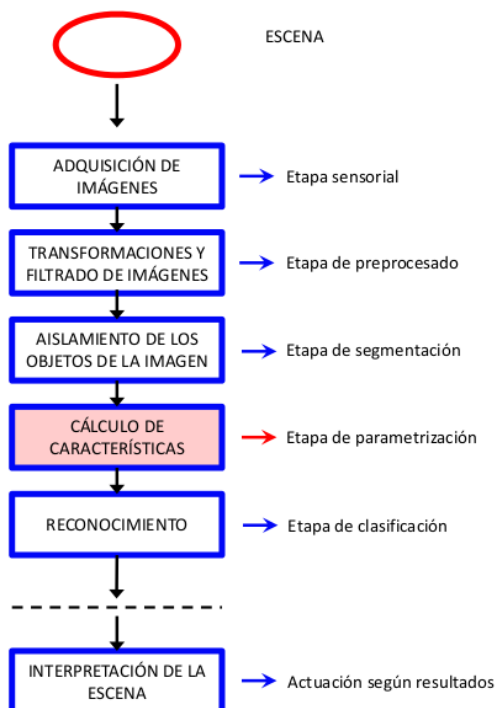 ESCENA
ADQUISICIÓN DE
IMÁGENES
Etapa sensorial
TRANSFORMACIONES Y
FILTRADO DE IMÁGENES
Etapa de preprocesado
AISLAMIENTO DE LOS
OBJETOS DE LA IMAGEN
Etapa de segmentación
CÁLCULO DE
CARACTERÍSTICAS
Etapa de parametrización
RECONOCIMIENTO
Etapa de clasificación
INTERPRETACIÓN DE LA
ESCENA
Actuación según resultados